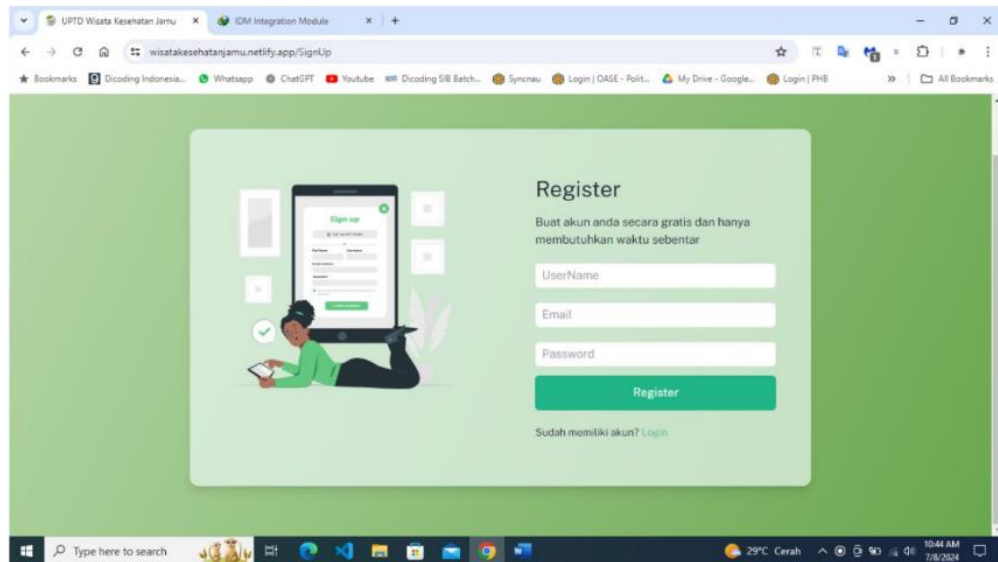 UPTD Wisata Kesehatan Jamu
IDM Integration Module
wisatakesehatanjamu.netlify.app/SignUp
Bookmarks
Dicoding Indonesia...
Whatsapp
ChatGPT
Youtube
Dicoding SIB Batch...
Syncnau
Login | OASE - Polit...
My Drive - Google...
Login | PHB
All Bookmarks
Sign up
Register
Buat akun anda secara gratis dan hanya
membutuhkan waktu sebentar
UserName
Email
Password
Register
Sudah memiliki akun? Login
Type here to search
29°C Cerah
10:44 AM
7/8/2024